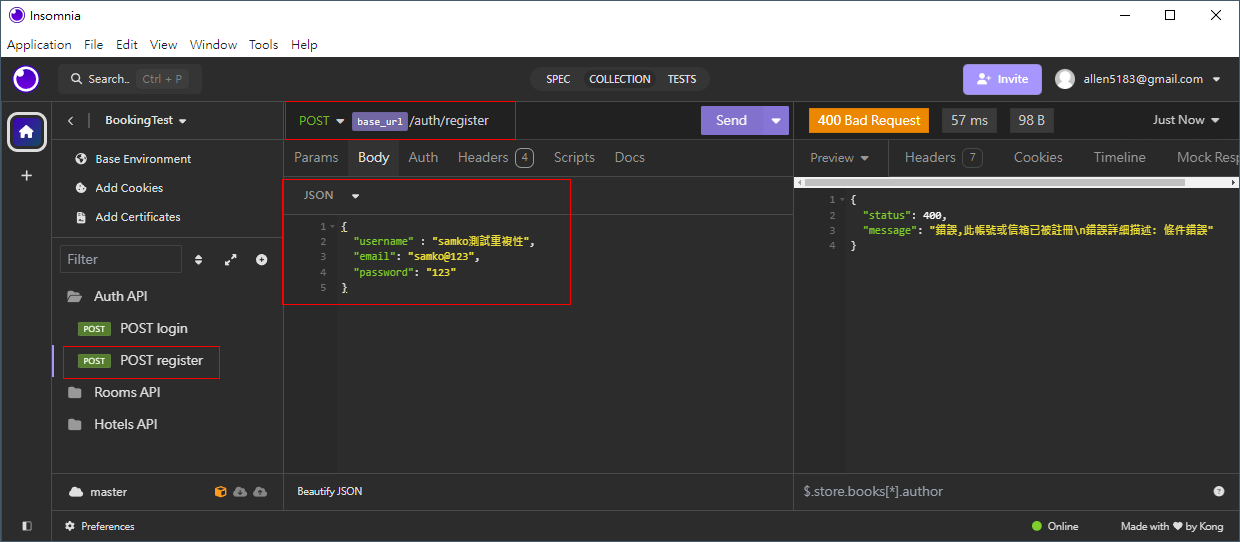 Insomnia
Application File Edit View Window Tools Help
Search.. Ctrl + P
SPEC COLLECTION TESTS
Invite
allen5183@gmail.com
BookingTest
Base Environment
Add Cookies
Add Certificates
Filter
Auth API
POST POST login
POST POST register
Rooms API
Hotels API
master
POST base_url /auth/register
Send
Params Body Auth Headers 4 Scripts Docs
JSON
1 {
2 "username" : "samko測試重複性",
3 "email": "samko@123",
4 "password": "123"
5 }
Beautify JSON
400 Bad Request 57 ms 98 B Just Now
Preview Headers 7 Cookies Timeline Mock Resp
1 {
2 "status": 400,
3 "message": "錯誤,此帳號或信箱已被註冊\n錯誤詳細描述: 條件錯誤"
4 }
$.store.books[*].author
Preferences
Online Made with ❤ by Kong